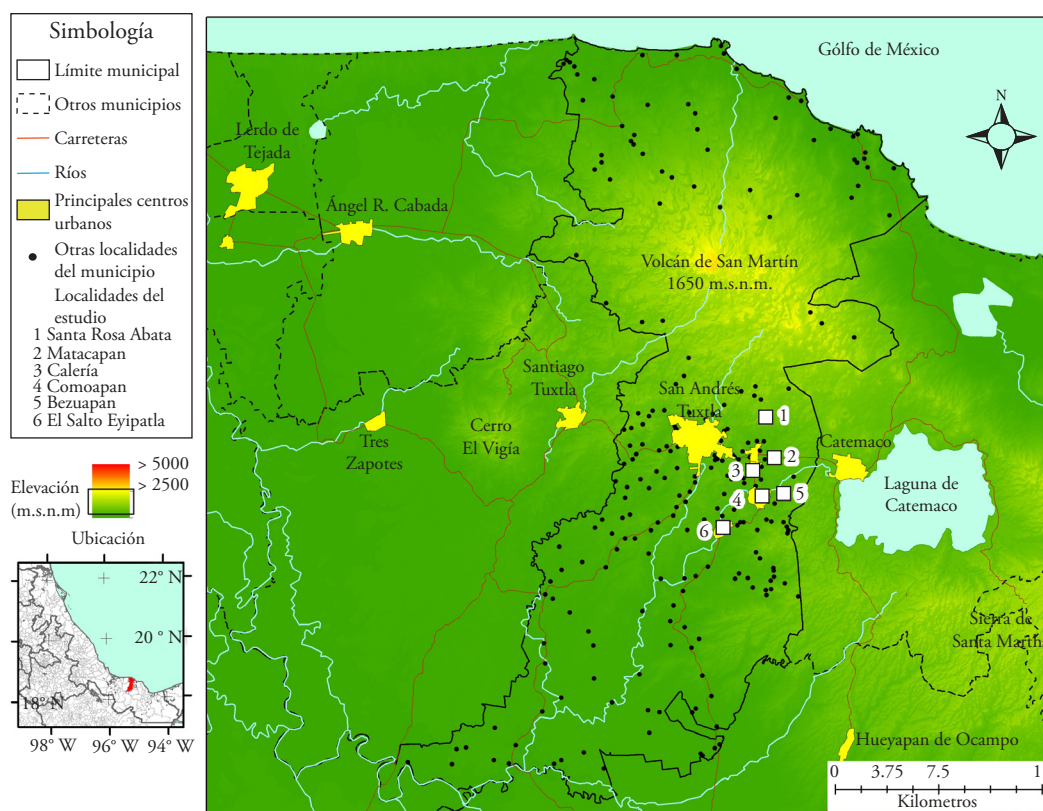 Simbología
Límite municipal
Otros municipios
Carreteras
Ríos
Principales centros
urbanos
Otras localidades
del municipio
Localidades del
estudio
1 Santa Rosa Abata
2 Matacapan
3 Calería
4 Comoapan
5 Bezuapan
6 El Salto Eyipatla
> 5000
> 2500
Elevación
(m.s.n.m)
Ubicación
22° N
20° N
18° N
98° W
96° W
94° W
Gólfo de México
N
Lerdo de
Tejada
Ángel R. Cabada
Volcán de San Martín
1650 m.s.n.m.
Santiago
Tuxtla
San Andrés
Tuxtla
Cerro
El Vigía
Tres
Zapotes
Catemaco
Laguna de
Catemaco
1
2
3
4
5
6
Sierra de
Santa Marth
Hueyapan de Ocampo
0 3.75 7.5 1
Kilometros